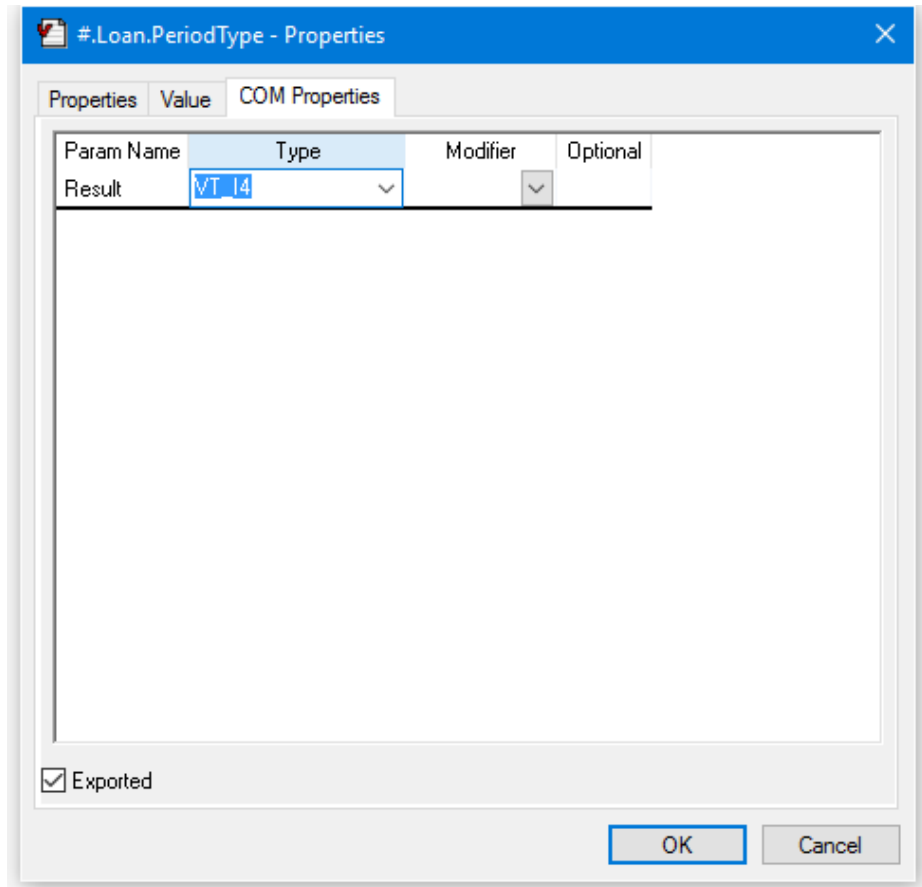 #.Loan.PeriodType - Properties
Properties Value COM Properties
Param Name Type Modifier Optional
Result VT_I4
Exported
OK Cancel